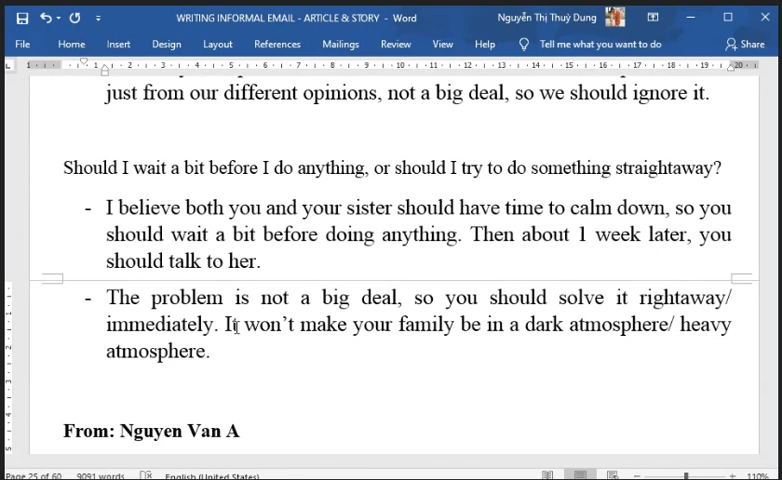 WRITING INFORMAL EMAIL - ARTICLE & STORY - Word
Nguyễn Thị Thuỳ Dung
File Home Insert Design Layout References Mailings Review View Help Tell me what you want to do Share
just from our different opinions, not a big deal, so we should ignore it.
Should I wait a bit before I do anything, or should I try to do something straightaway?
- I believe both you and your sister should have time to calm down, so you
should wait a bit before doing anything. Then about 1 week later, you
should talk to her.
- The problem is not a big deal, so you should solve it rightaway/
immediately. It won't make your family be in a dark atmosphere/ heavy
atmosphere.
From: Nguyen Van A
Page 25 of 60 9091 words English (United States) 110%